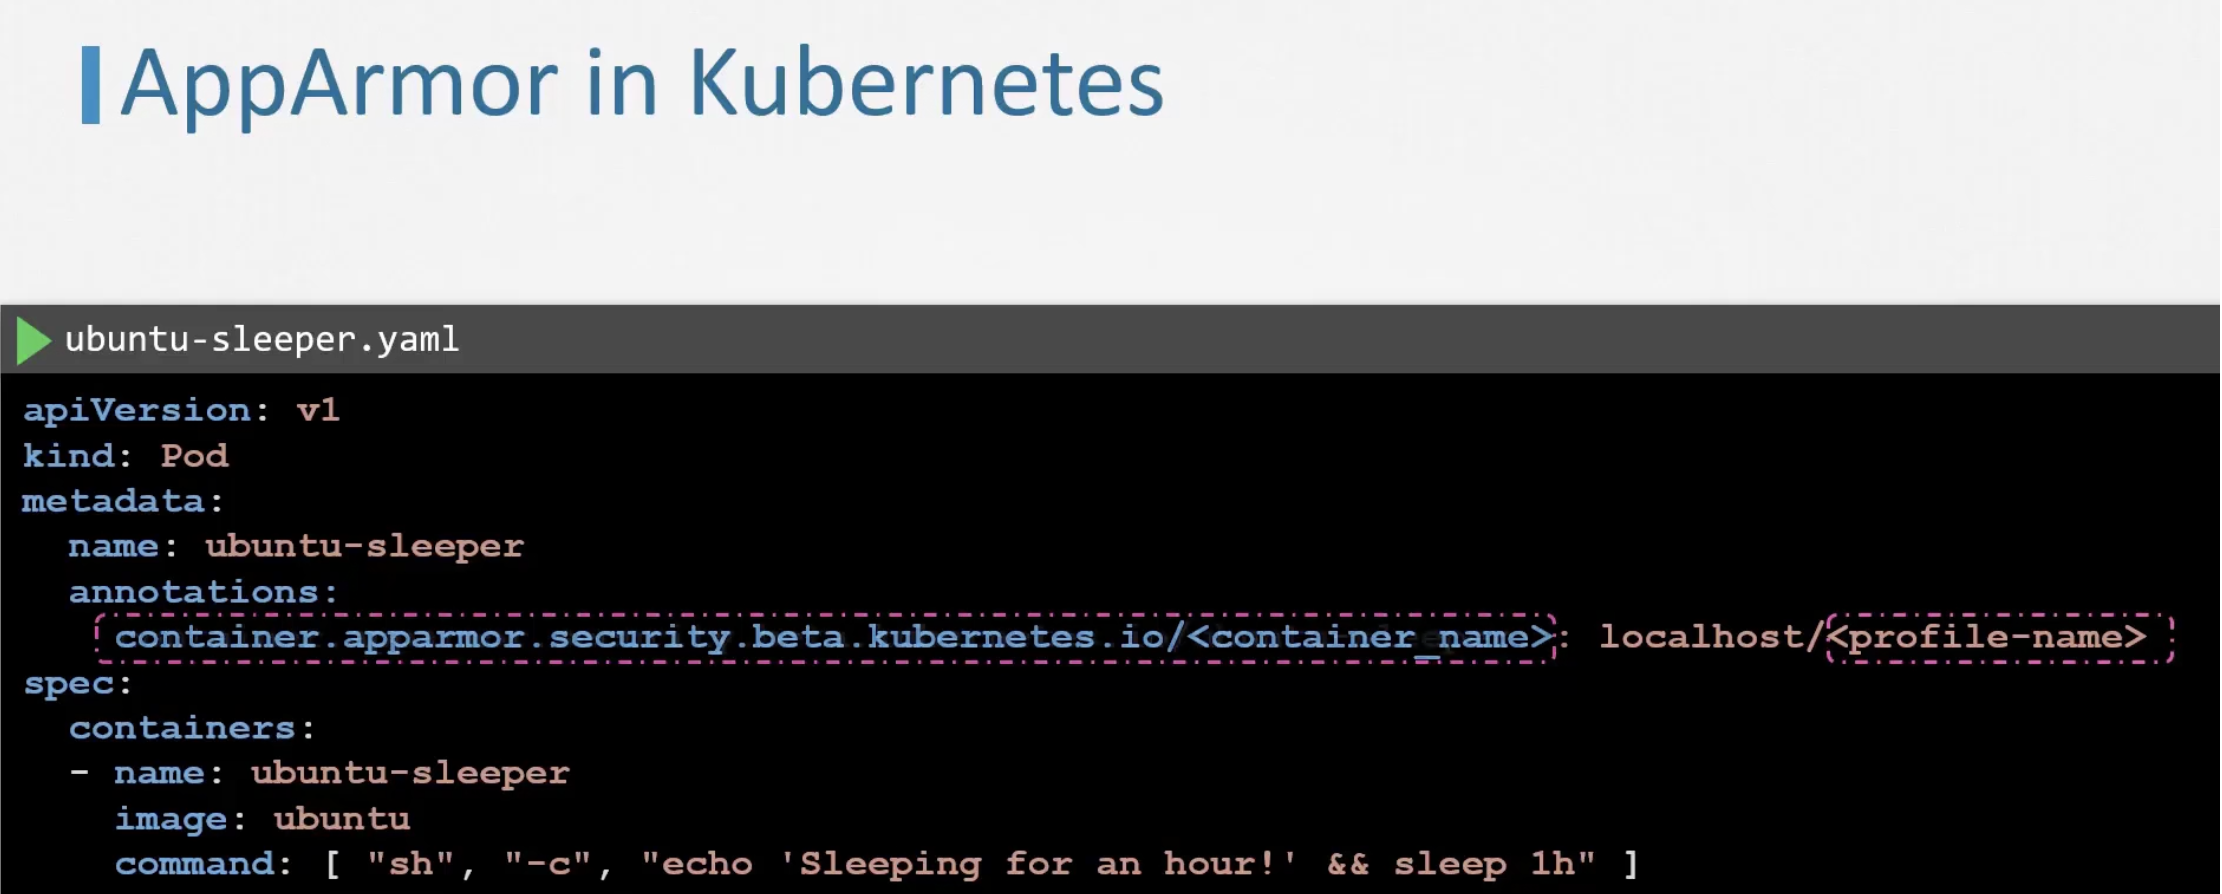 AppArmor in Kubernetes
ubuntu-sleeper.yaml
apiVersion: v1
kind: Pod
metadata:
  name: ubuntu-sleeper
  annotations:
    container.apparmor.security.beta.kubernetes.io/<container_name>: localhost/<profile-name>
spec:
  containers:
  - name: ubuntu-sleeper
    image: ubuntu
    command: [ "sh", "-c", "echo 'Sleeping for an hour!' && sleep 1h" ]